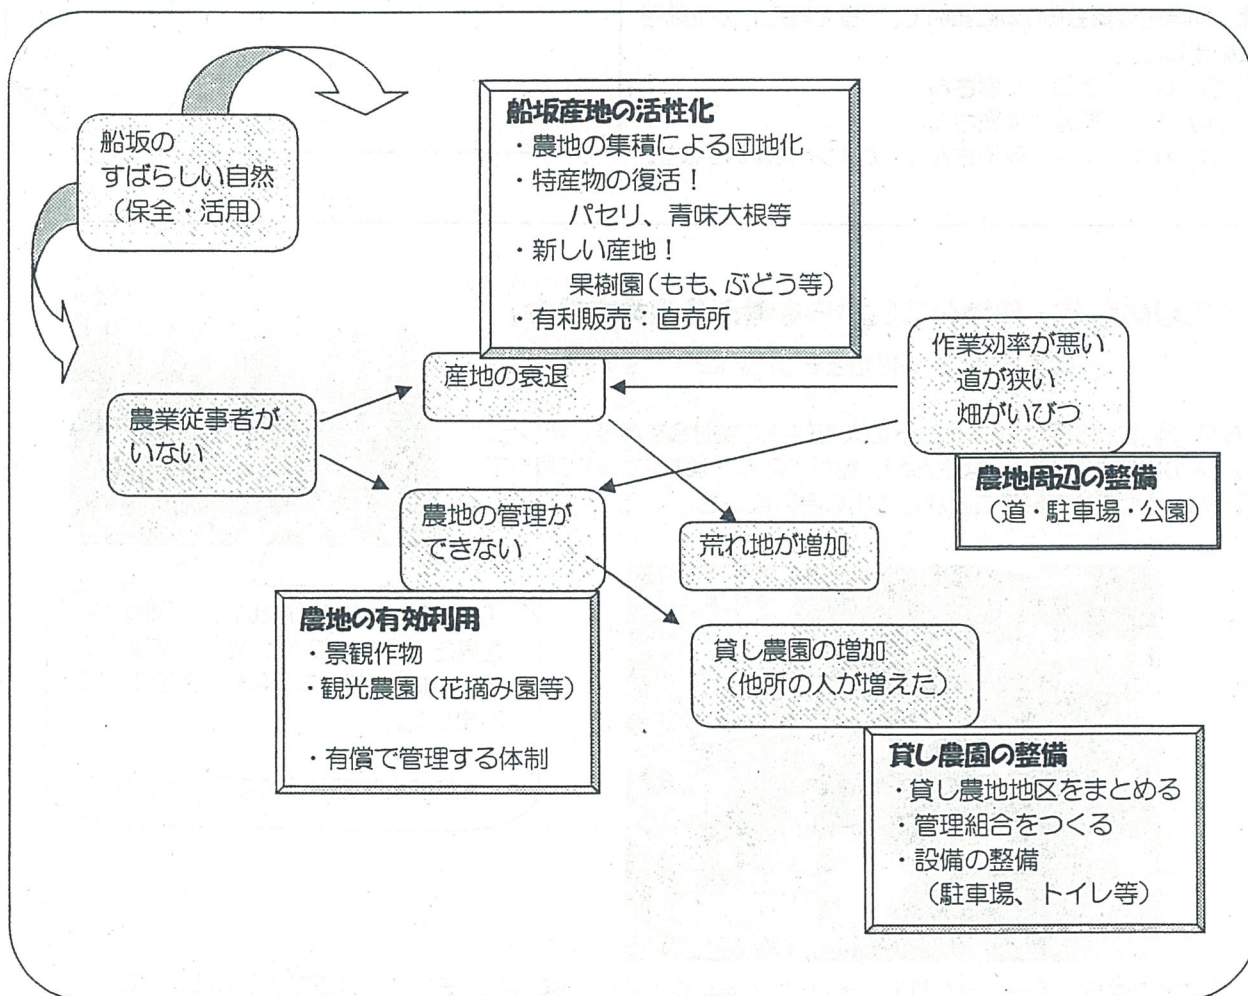 船坂の
すばらしい自然
(保全・活用)
船坂産地の活性化
・農地の集積による団地化
・特産物の復活!
パセリ、青味大根等
・新しい産地!
果樹園(もも、ぶどう等)
・有利販売:直売所
作業効率が悪い
道が狭い
畑がいびつ
産地の衰退
農業従事者が
いない
農地周辺の整備
(道・駐車場・公園)
農地の管理が
できない
荒れ地が増加
農地の有効利用
・景観作物
・観光農園(花摘み園等)
・有償で管理する体制
貸し農園の増加
(他所の人が増えた)
貸し農園の整備
・貸し農地地区をまとめる
・管理組合をつくる
・設備の整備
(駐車場、トイレ等)